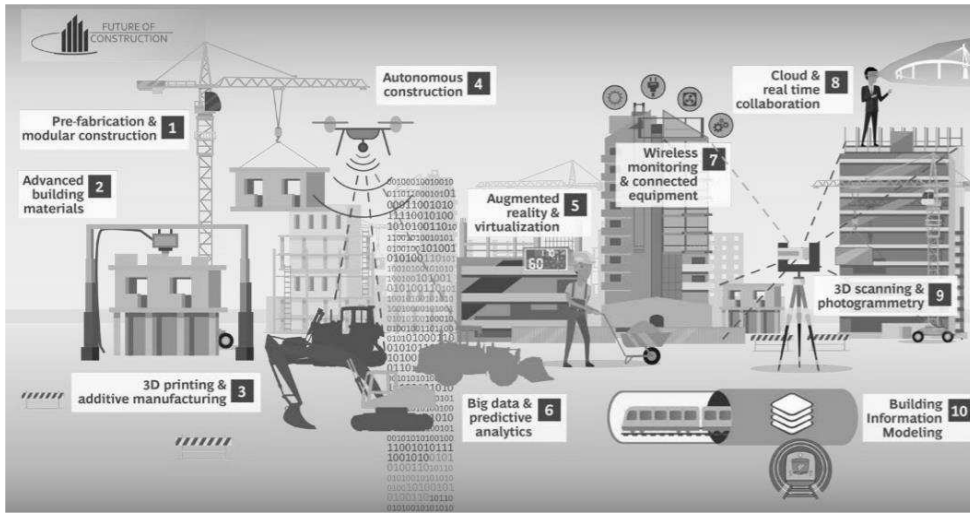 FUTURE OF
CONSTRUCTION
Pre-fabrication &
modular construction
1
Advanced
building
materials
2
3D printing &
additive manufacturing
3
Autonomous
construction
4
Augmented
reality &
virtualization
5
60
Big data &
predictive
analytics
6
Wireless
monitoring
& connected
equipment
7
Cloud &
real time
collaboration
8
3D scanning &
photogrammetry
9
Building
Information
Modeling
10